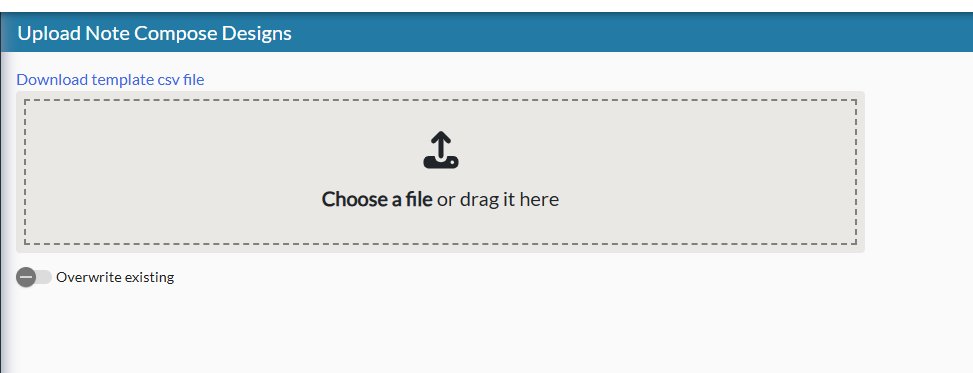 Upload Note Compose Designs
Download template csv file
Choose a file or drag it here
Overwrite existing